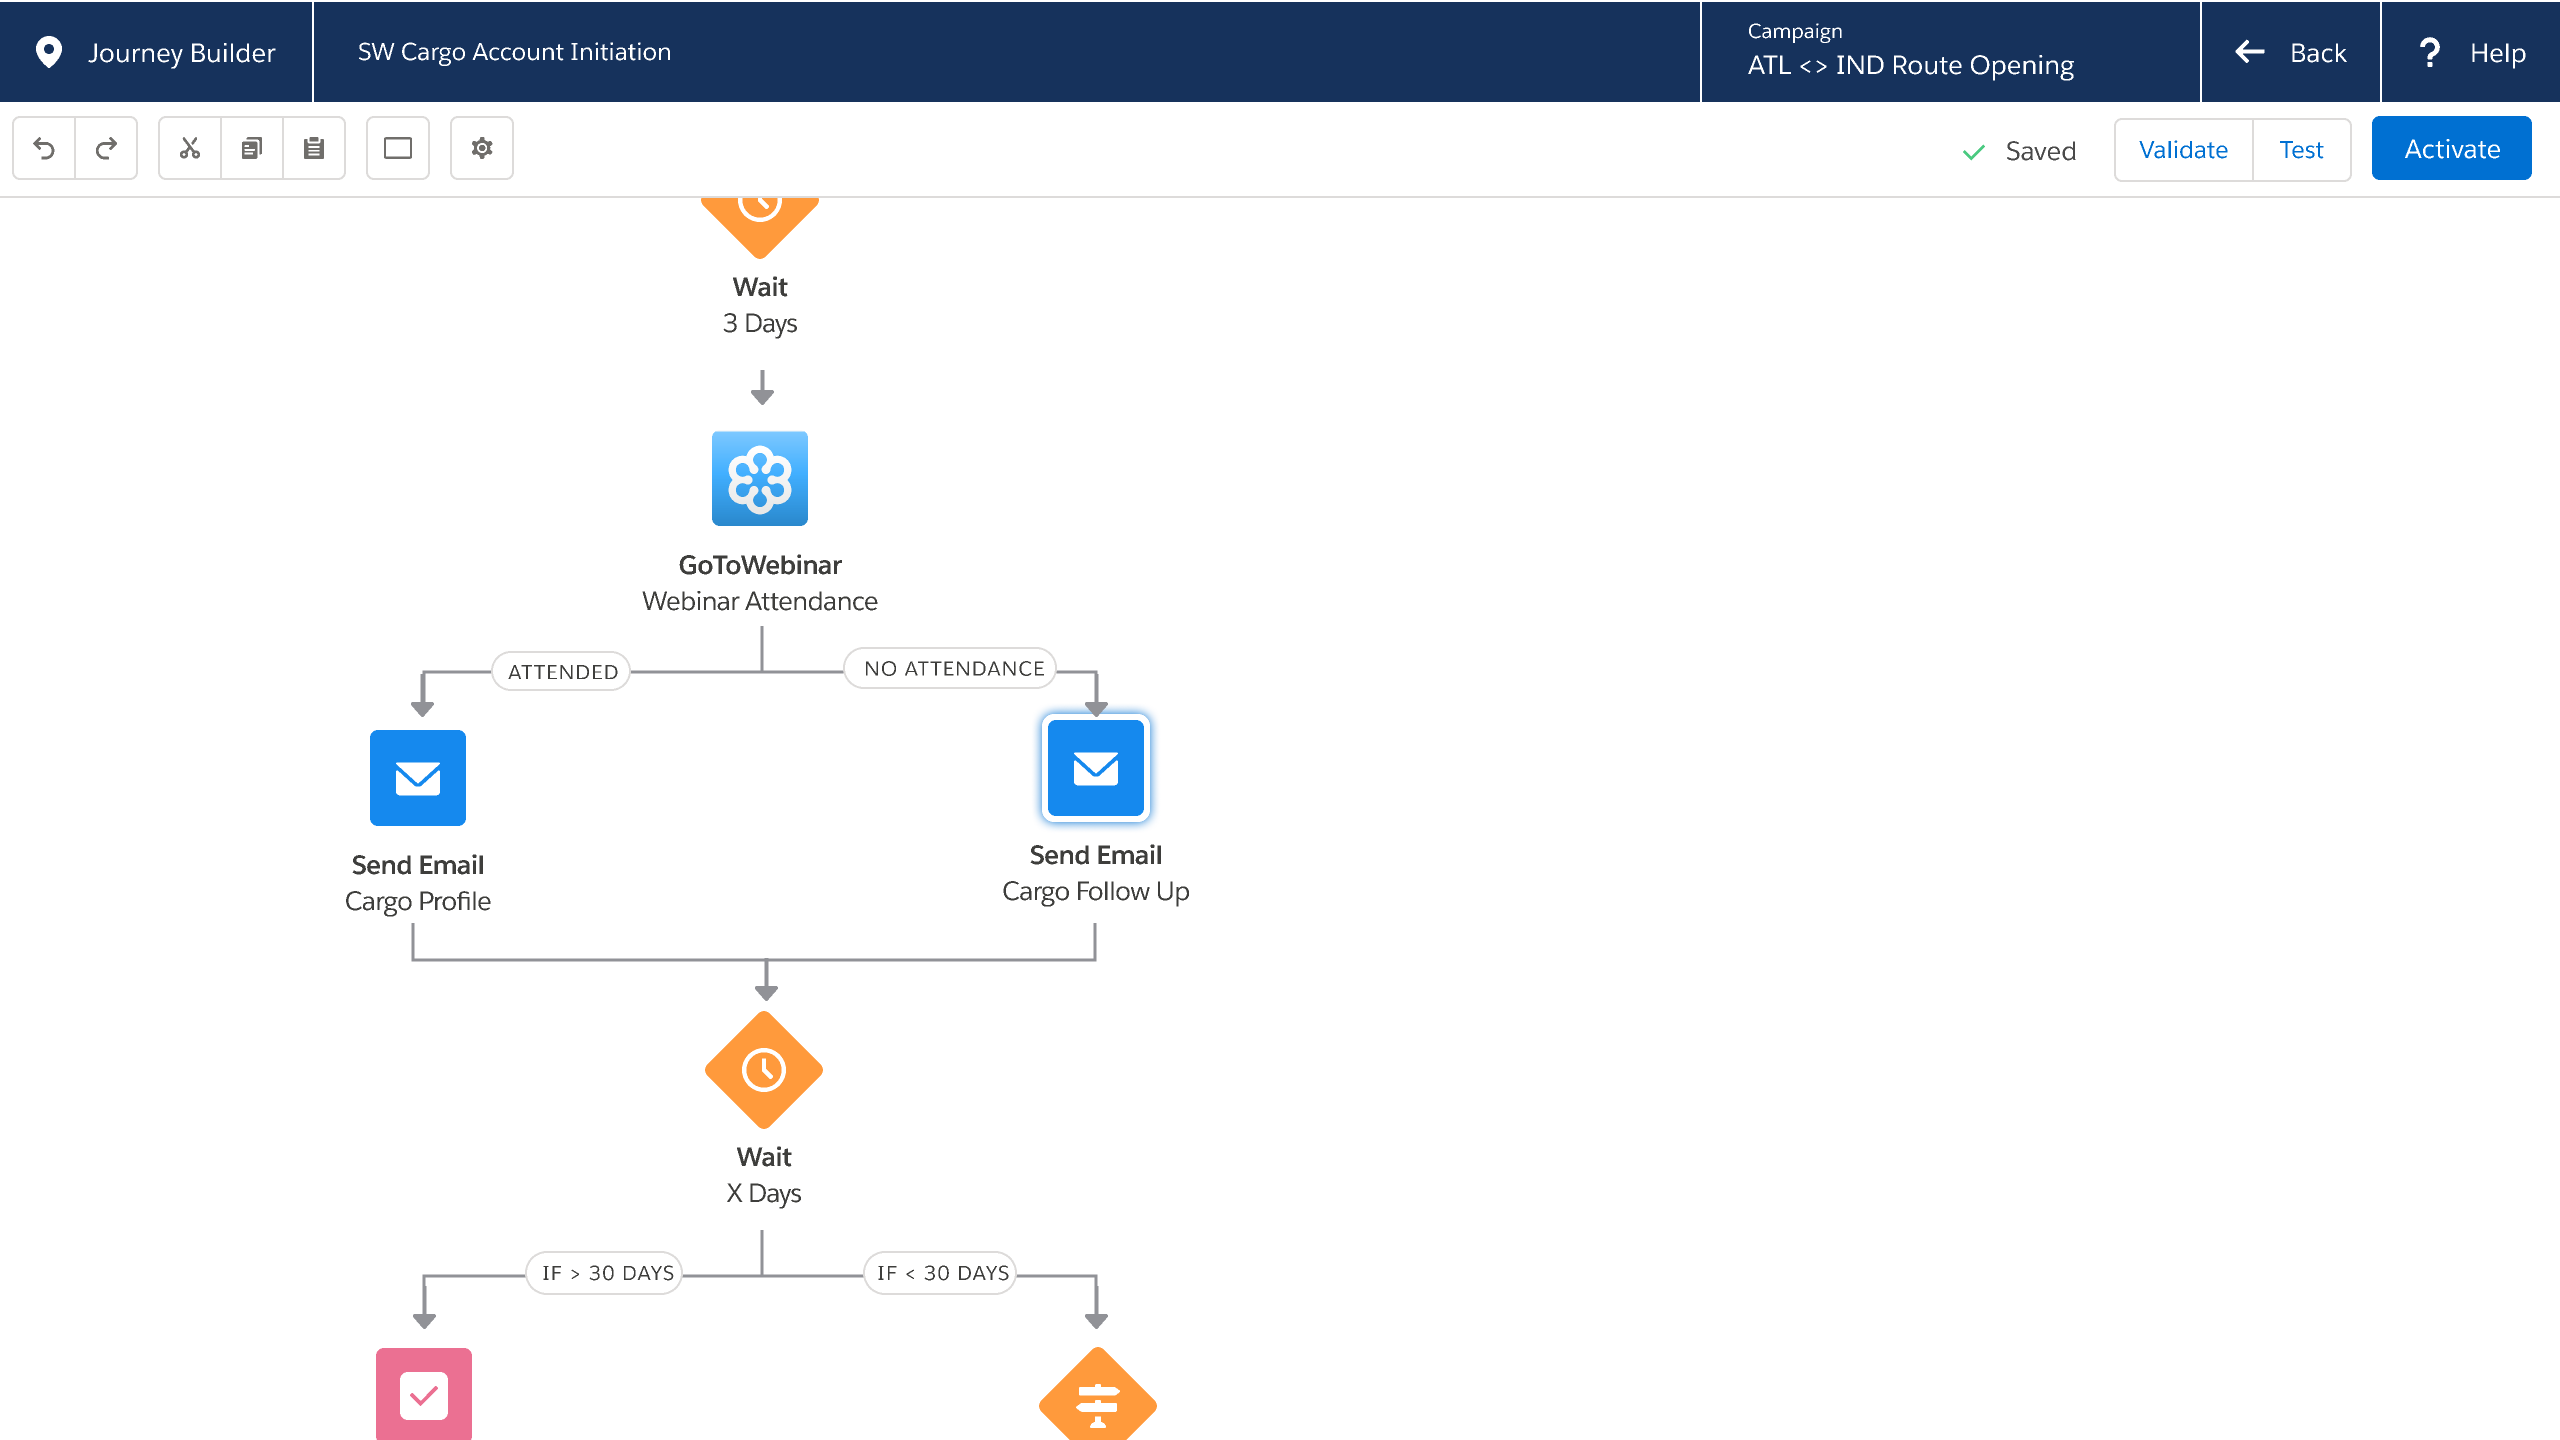 Journey Builder
SW Cargo Account Initiation
Campaign
ATL <> IND Route Opening
Back
? Help
Saved
Validate
Test
Activate
Wait
3 Days
GoToWebinar
Webinar Attendance
ATTENDED
NO ATTENDANCE
Send Email
Cargo Profile
Send Email
Cargo Follow Up
Wait
X Days
IF > 30 DAYS
IF < 30 DAYS